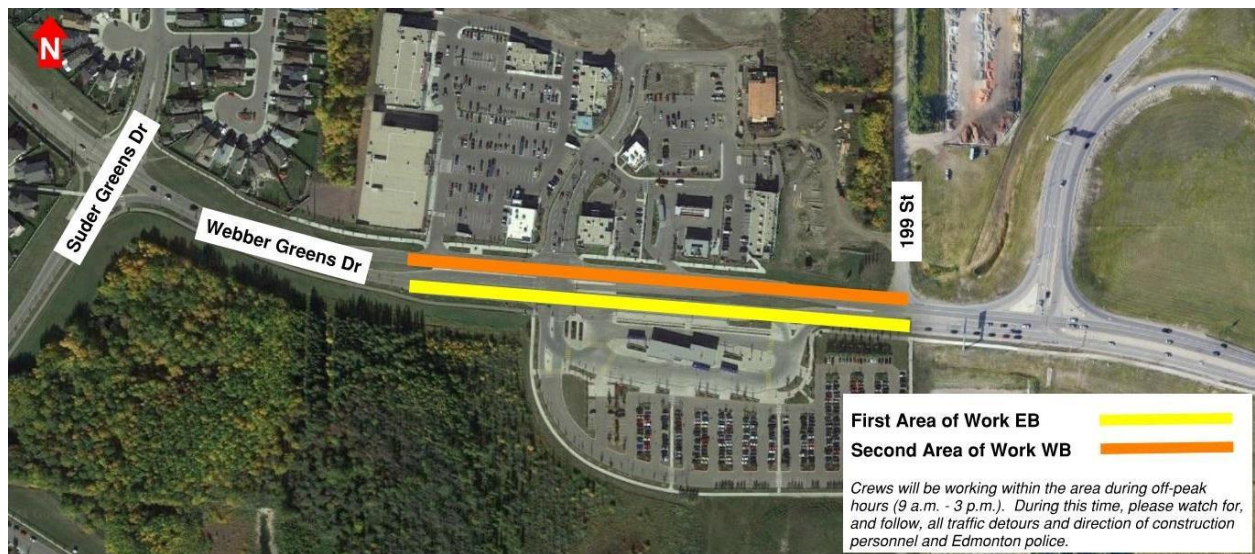 N
Suder Greens Dr
Webber Greens Dr
199 St
First Area of Work EB
Second Area of Work WB
Crews will be working within the area during off-peak
hours (9 a.m. - 3 p.m.). During this time, please watch for,
and follow, all traffic detours and direction of construction
personnel and Edmonton police.